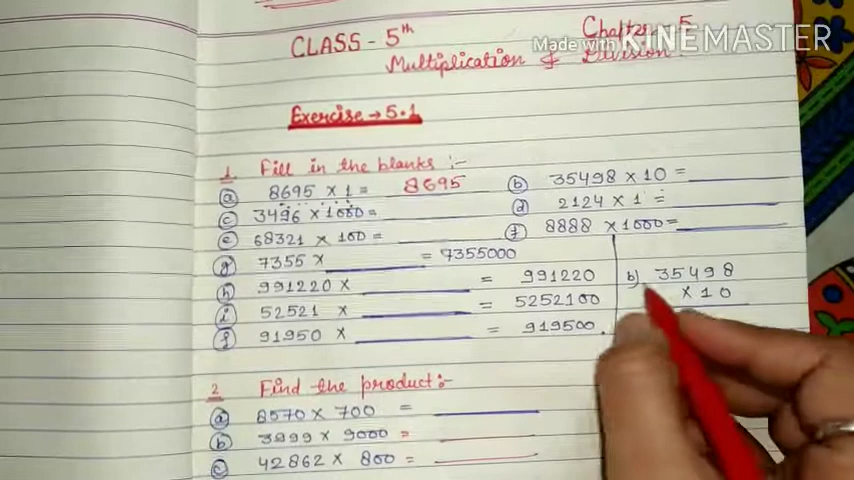 CLASS - 5th Chapter - 5
Made with KINEMASTER
Multiplication & Division
Exercise → 5.1
1. Fill in the blanks :-
(a) 8695 × 1 = 8695 (b) 35498 × 10 =
(c) 3496 × 1000 = (d) 2124 × 1 =
(e) 68321 × 100 = (f) 8888 × 1000 =
(g) 7355 × = 7355000
(h) 991220 × = 991220 b) 35498
(i) 52521 × = 5252100 × 10
(j) 91950 × = 919500.
2 Find the product :-
(a) 8570 × 700 =
(b) 3999 × 9000 =
(c) 42862 × 800 =